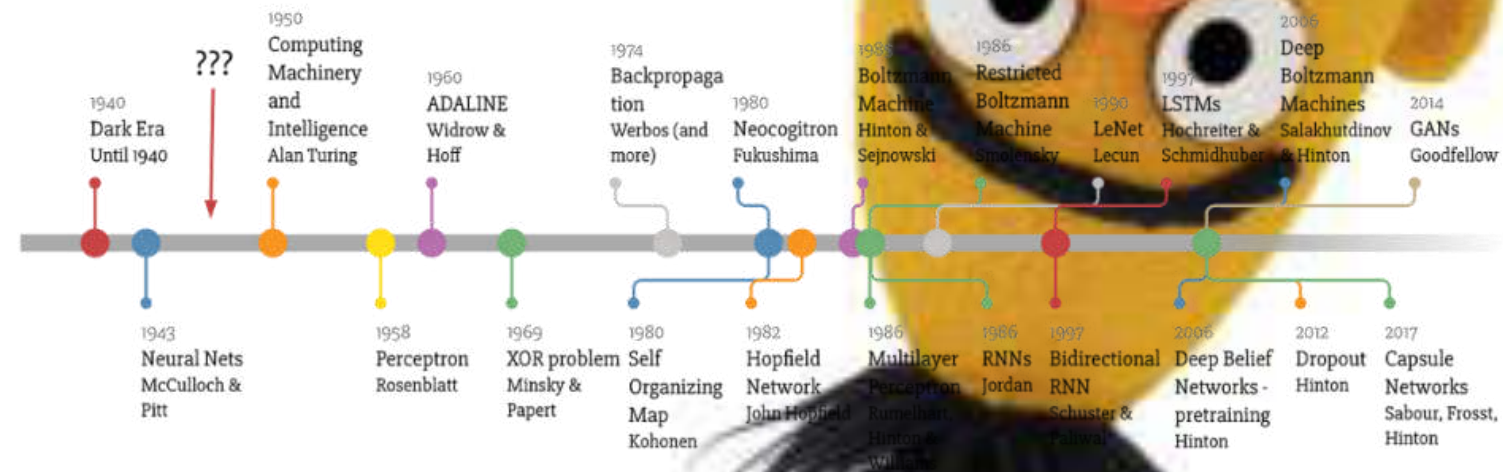 ???
1940
Dark Era
Until 1940
1950
Computing
Machinery
and
Intelligence
Alan Turing
1960
ADALINE
Widrow &
Hoff
1974
Backpropaga
tion
Werbos (and
more)
1980
Neocogitron
Fukushima
1985
Boltzmann
Machine
Hinton &
Sejnowski
1986
Restricted
Boltzmann
Machine
Smolensky
1990
LeNet
Lecun
1997
LSTMs
Hochreiter &
Schmidhuber
2006
Deep
Boltzmann
Machines
Salakhutdinov
& Hinton
2014
GANs
Goodfellow
1943
Neural Nets
McCulloch &
Pitt
1958
Perceptron
Rosenblatt
1969
XOR problem
Minsky &
Papert
1980
Self
Organizing
Map
Kohonen
1982
Hopfield
Network
John Hopfield
1986
Multilayer
Perceptron
Rumelhart,
Hinton &
Williams
1986
RNNs
Jordan
1997
Bidirectional
RNN
Schuster &
Paliwal
2006
Deep Belief
Networks -
pretraining
Hinton
2012
Dropout
Hinton
2017
Capsule
Networks
Sabour, Frosst,
Hinton